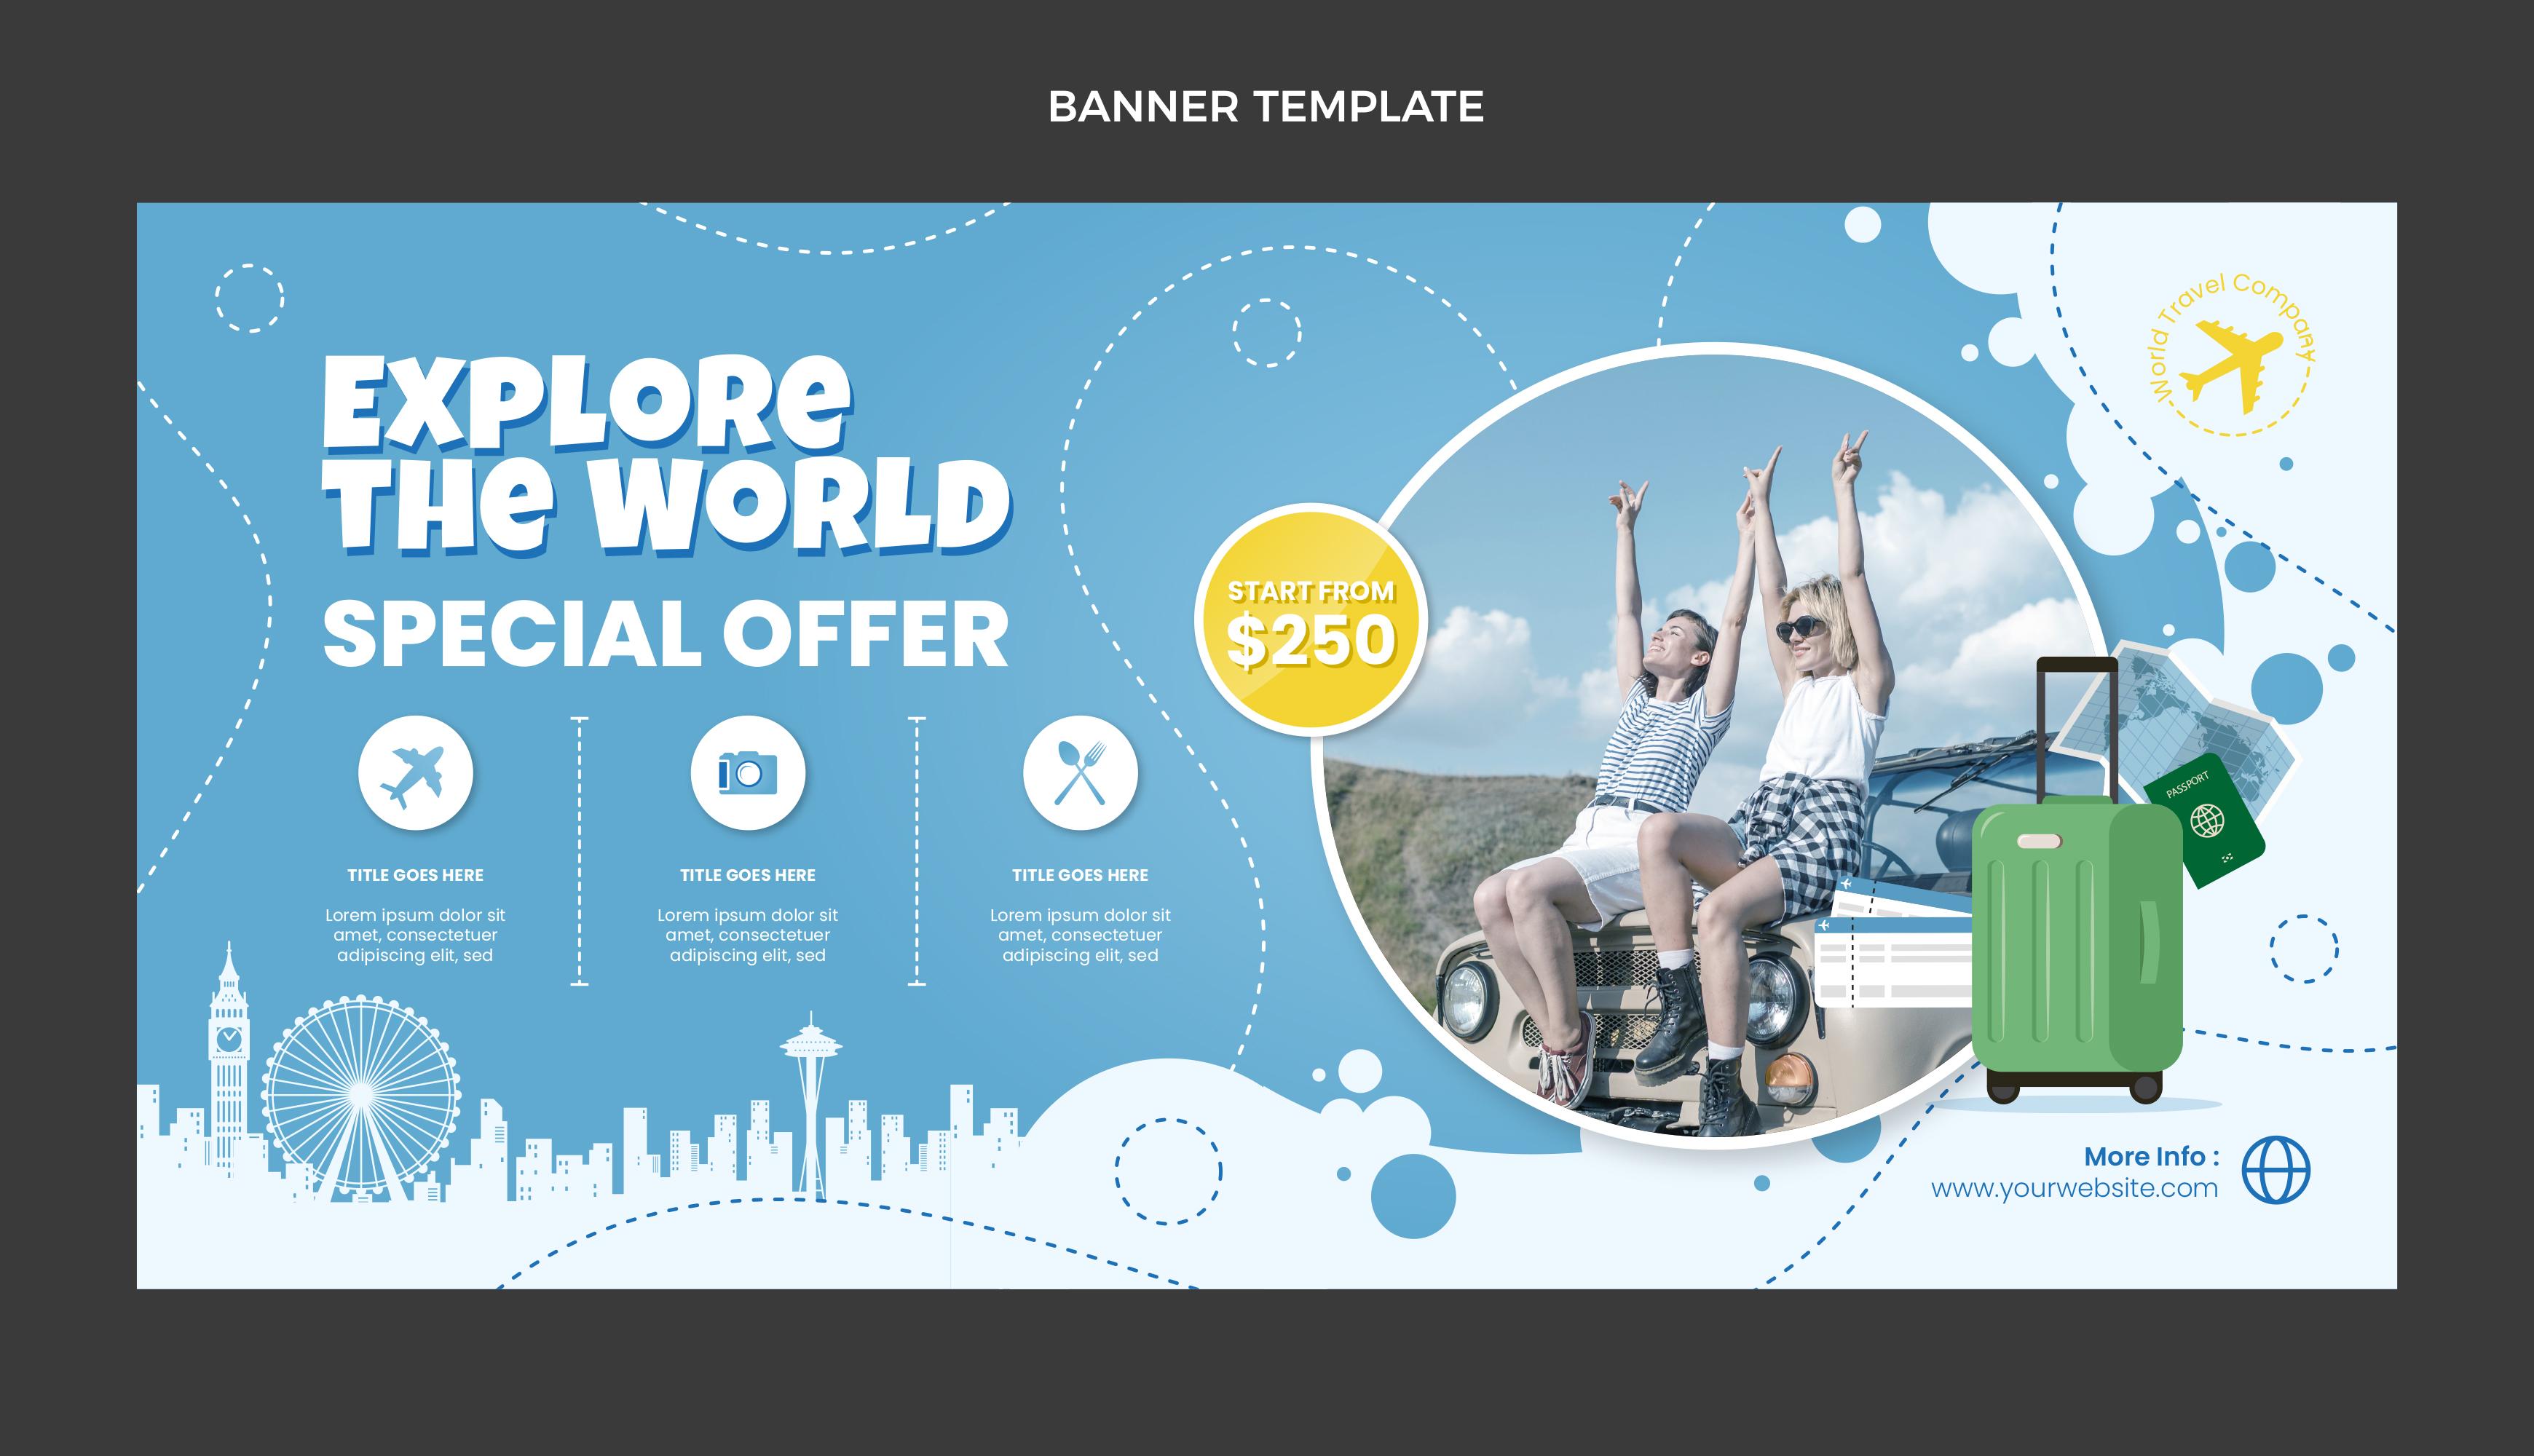 BANNER TEMPLATE
World Travel Company
EXPLORe
THe WORLD
SPECIAL OFFER
START FROM
$250
TITLE GOES HERE
Lorem ipsum dolor sit
amet, consectetuer
adipiscing elit, sed
TITLE GOES HERE
Lorem ipsum dolor sit
amet, consectetuer
adipiscing elit, sed
TITLE GOES HERE
Lorem ipsum dolor sit
amet, consectetuer
adipiscing elit, sed
PASSPORT
More Info :
www.yourwebsite.com